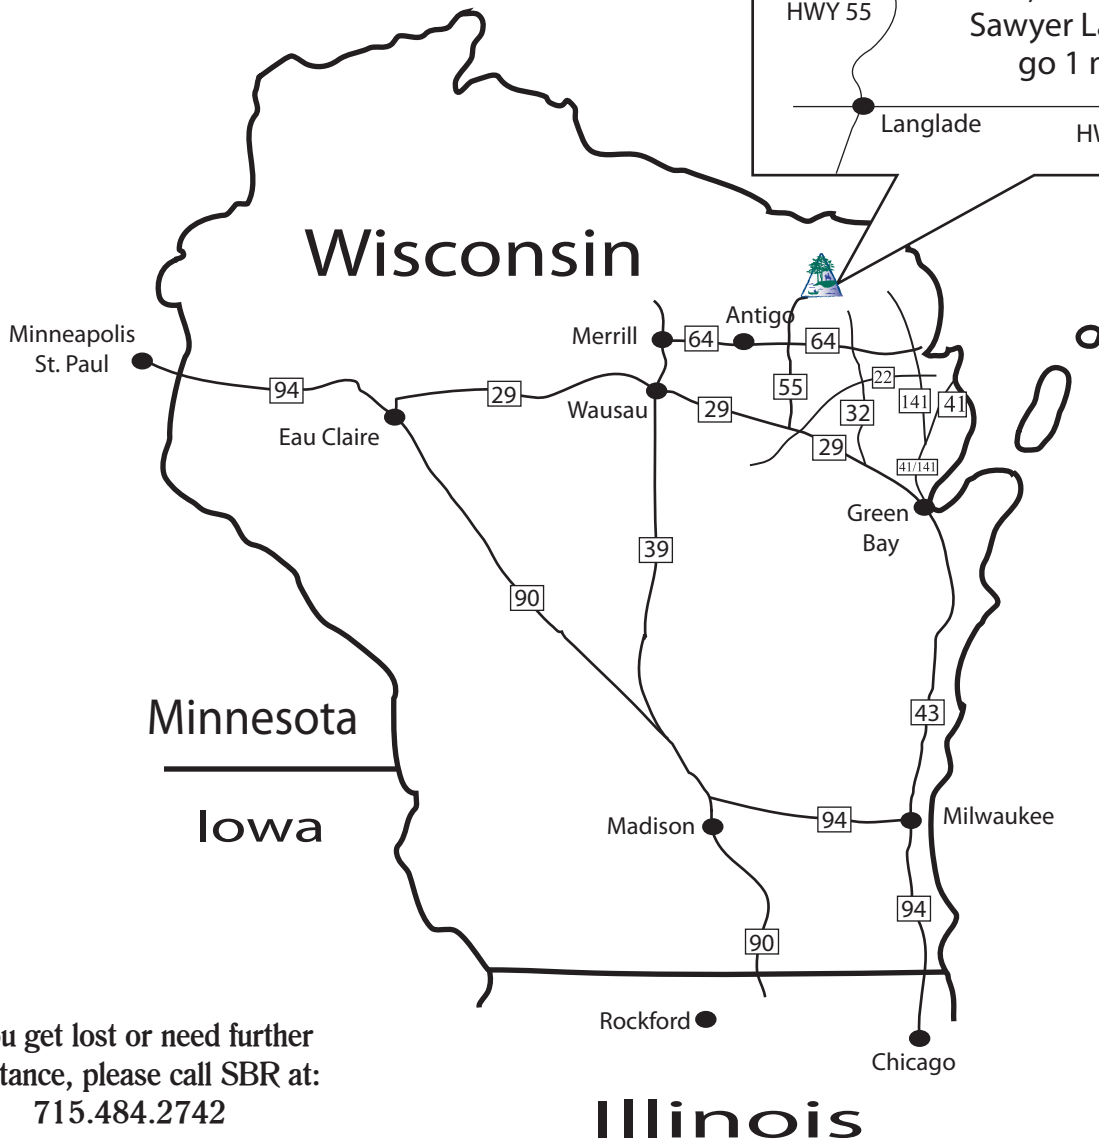 HWY 55
Sawyer
go 1
Langlade
Wisconsin
Minneapolis
St. Paul
Merrill
64
Antigo
64
94
29
55
22
141
41
Eau Claire
Wausau
29
32
29
41/141
Green
Bay
39
90
Minnesota
43
Iowa
Madison
94
Milwaukee
94
90
Rockford
Chicago
get lost or need further
please call SBR at:
715.484.2742
Illinois